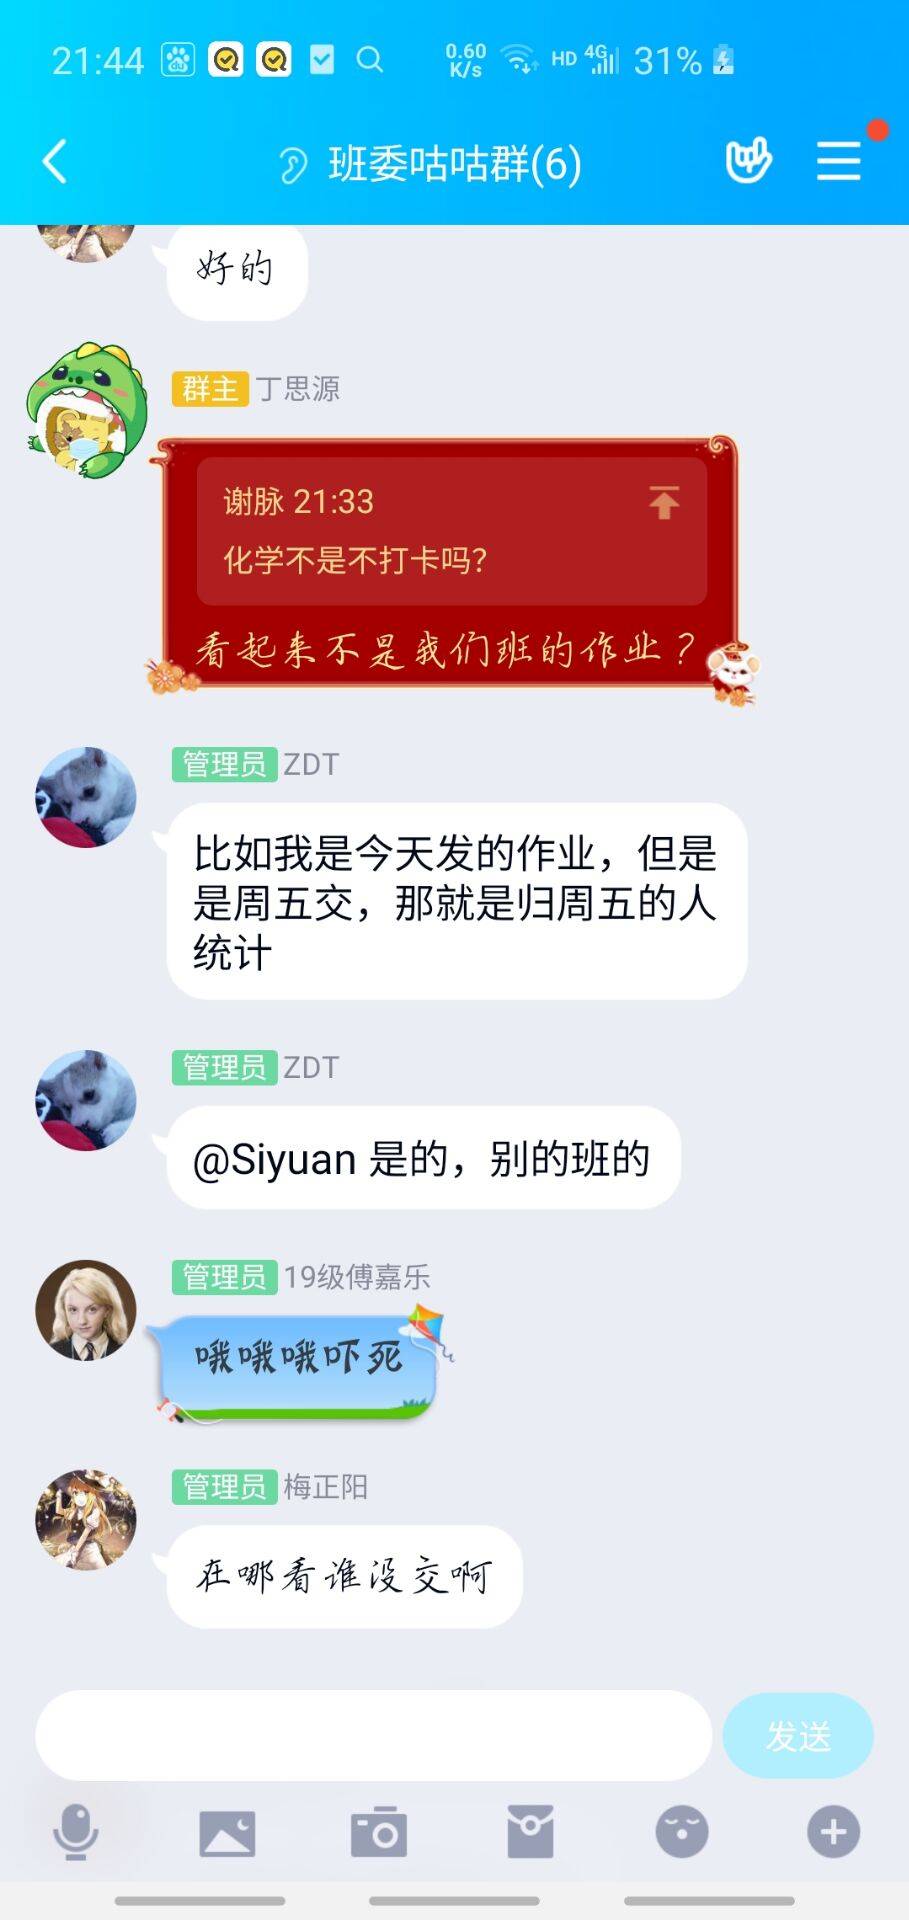 21:44
0.60
K/s
HD 4G 31%
班委咕咕群(6)
好的
群主 丁思源
谢脉 21:33
化学不是不打卡吗?
看起来不是我们班的作业？
管理员 ZDT
比如我是今天发的作业，但是
是周五交，那就是归周五的人
统计
管理员 ZDT
@Siyuan 是的，别的班的
管理员 19级傅嘉乐
哦哦哦吓死
管理员 梅正阳
在哪看谁没交啊
发送